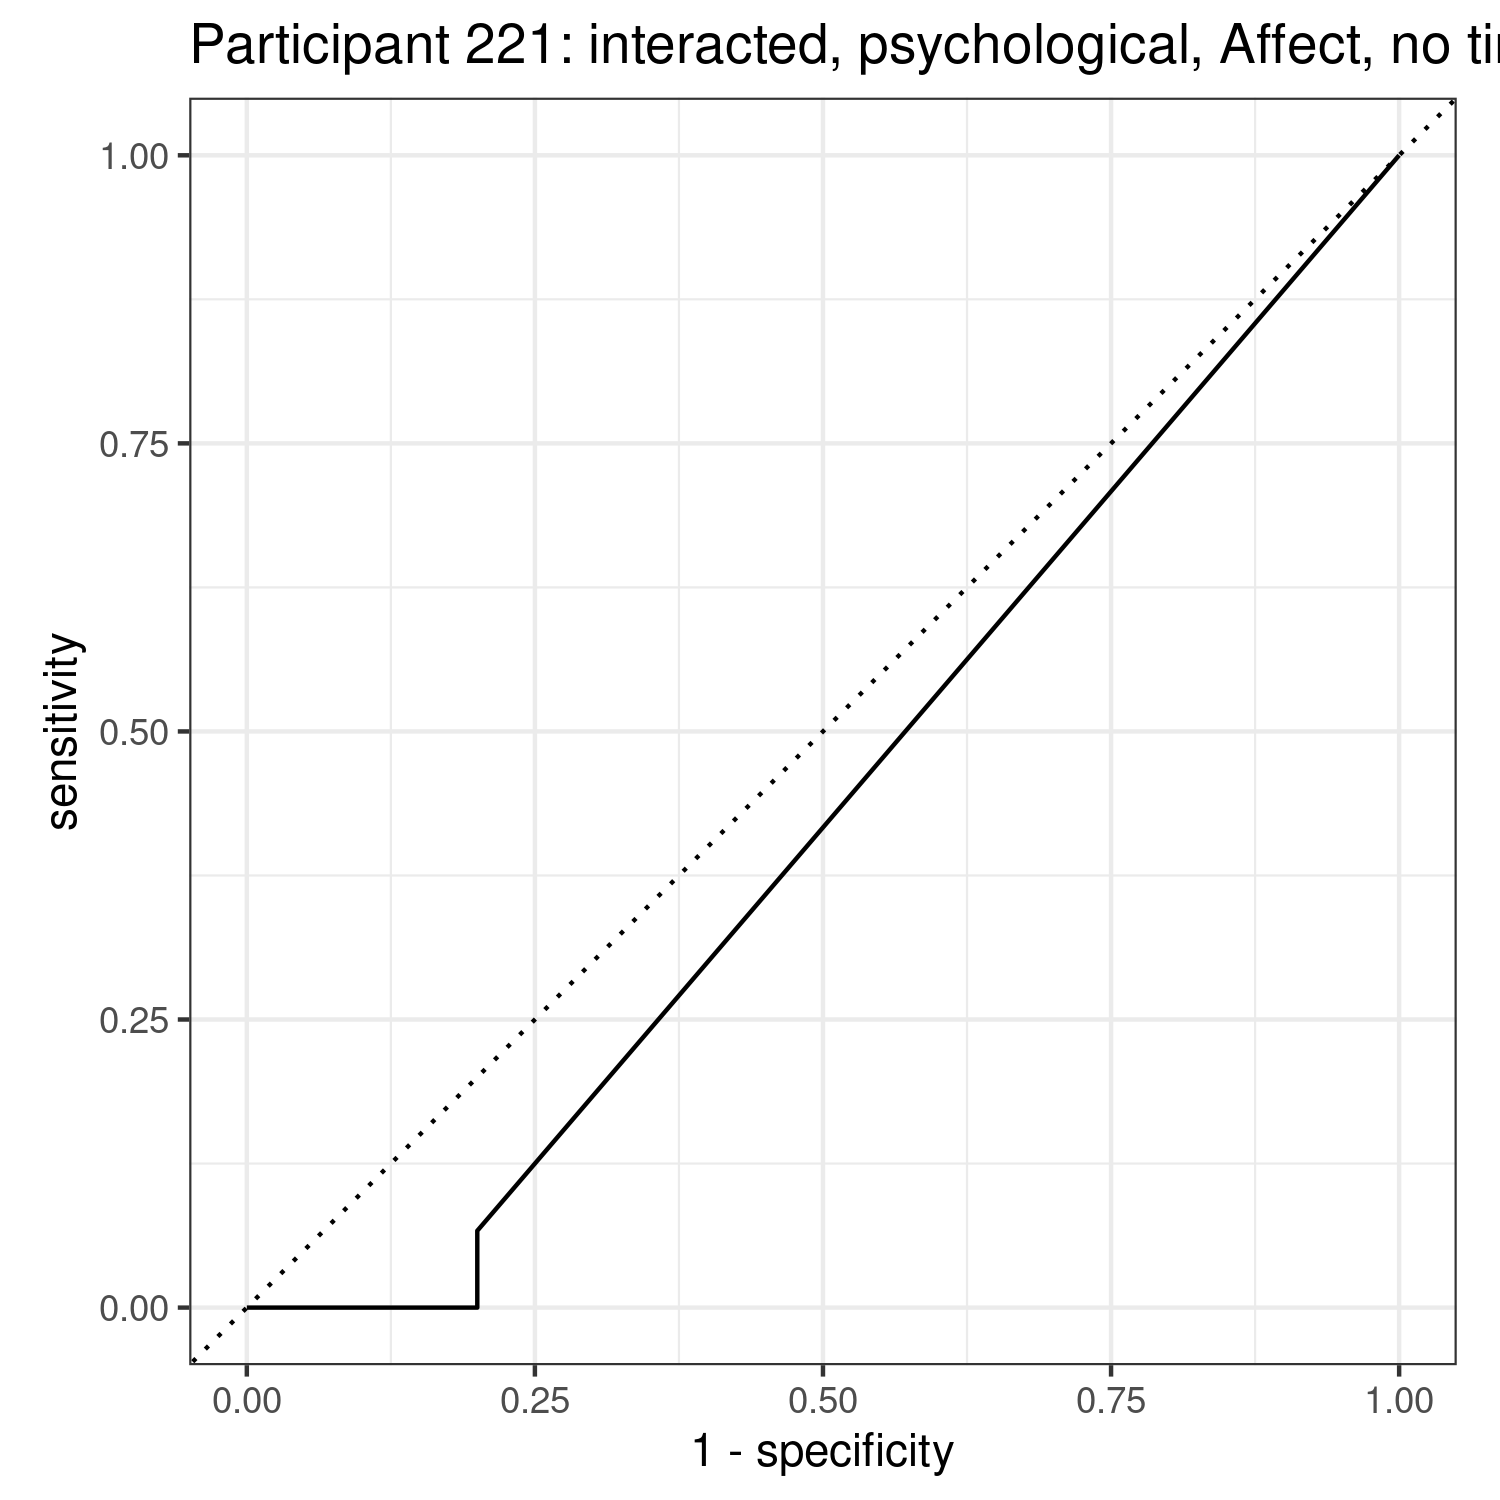 Participant 221: interacted, psychological, Affect, no
1.00
0.75
0.50
0.25
0.00
sensitivity
0.00 0.25 0.50 0.75 1.00
1 - specificity